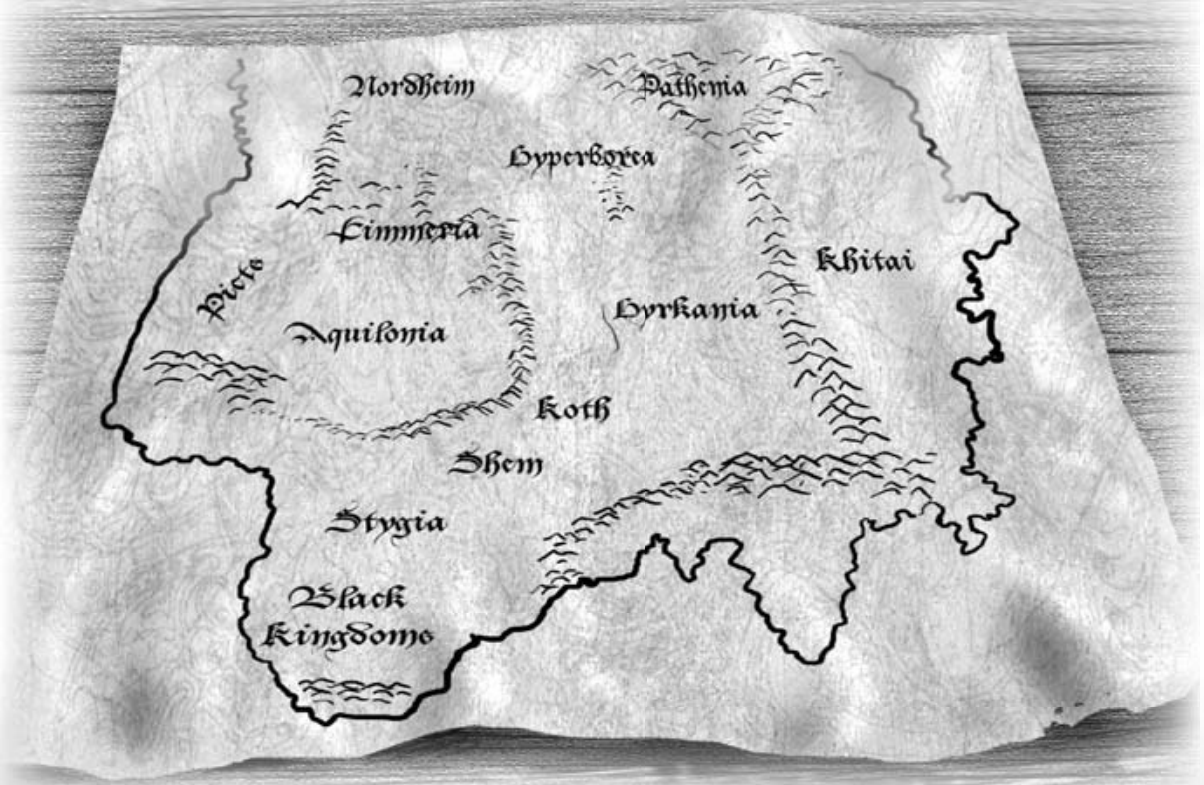 Nordheim
Pathenia
Hyperborea
Cimmeria
Khitai
Picts
Hyrkania
Aquilonia
Koth
Shem
Stygia
Black
Kingdoms